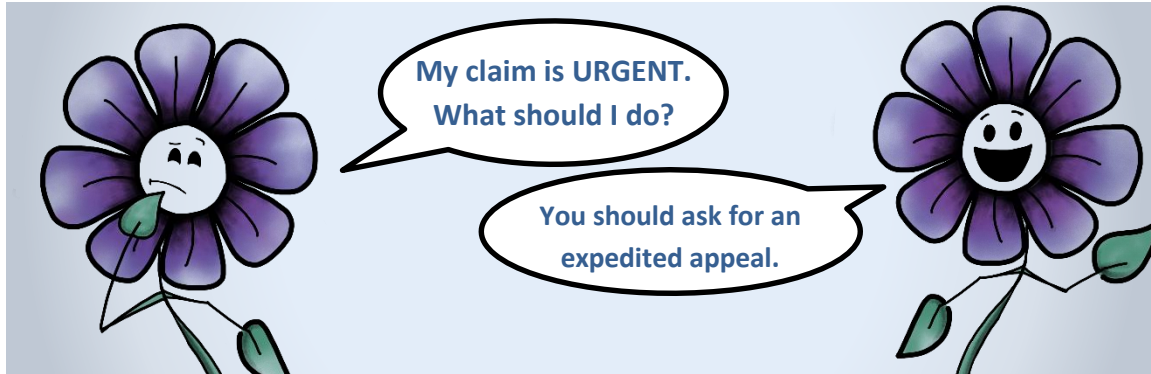 My claim is URGENT.
What should I do?
You should ask for an
expedited appeal.